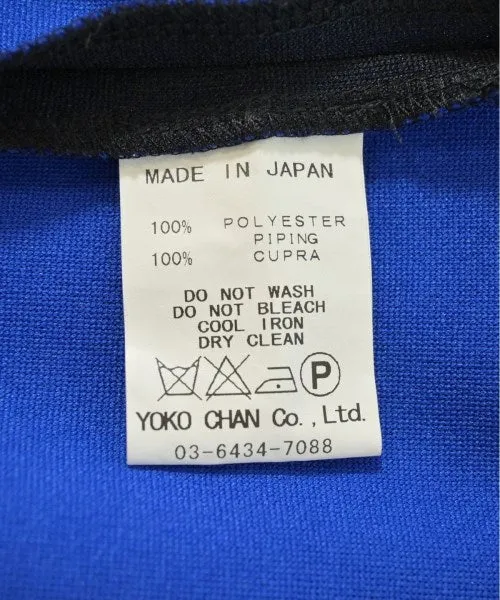 MADE IN JAPAN
100% POLYESTER
PIPING
100% CUPRA
DO NOT WASH
DO NOT BLEACH
COOL IRON
DRY CLEAN
P
YOKO CHAN Co.,Ltd.
03-6434-7088